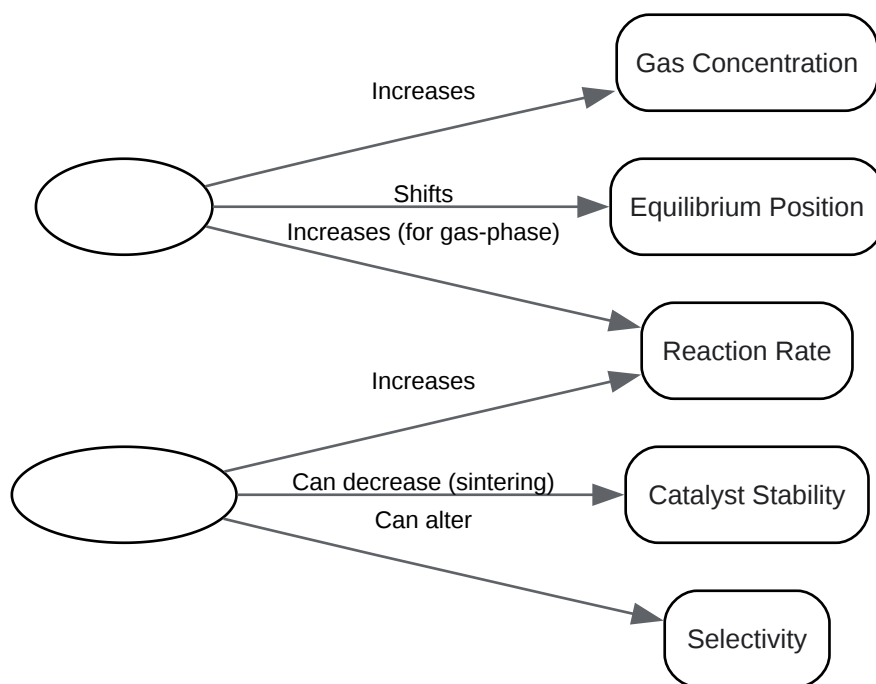 Gas Concentration
Increases
Shifts
Equilibrium Position
Increases (for gas-phase)
Reaction Rate
Increases
Can decrease (sintering)
Catalyst Stability
Can alter
Selectivity